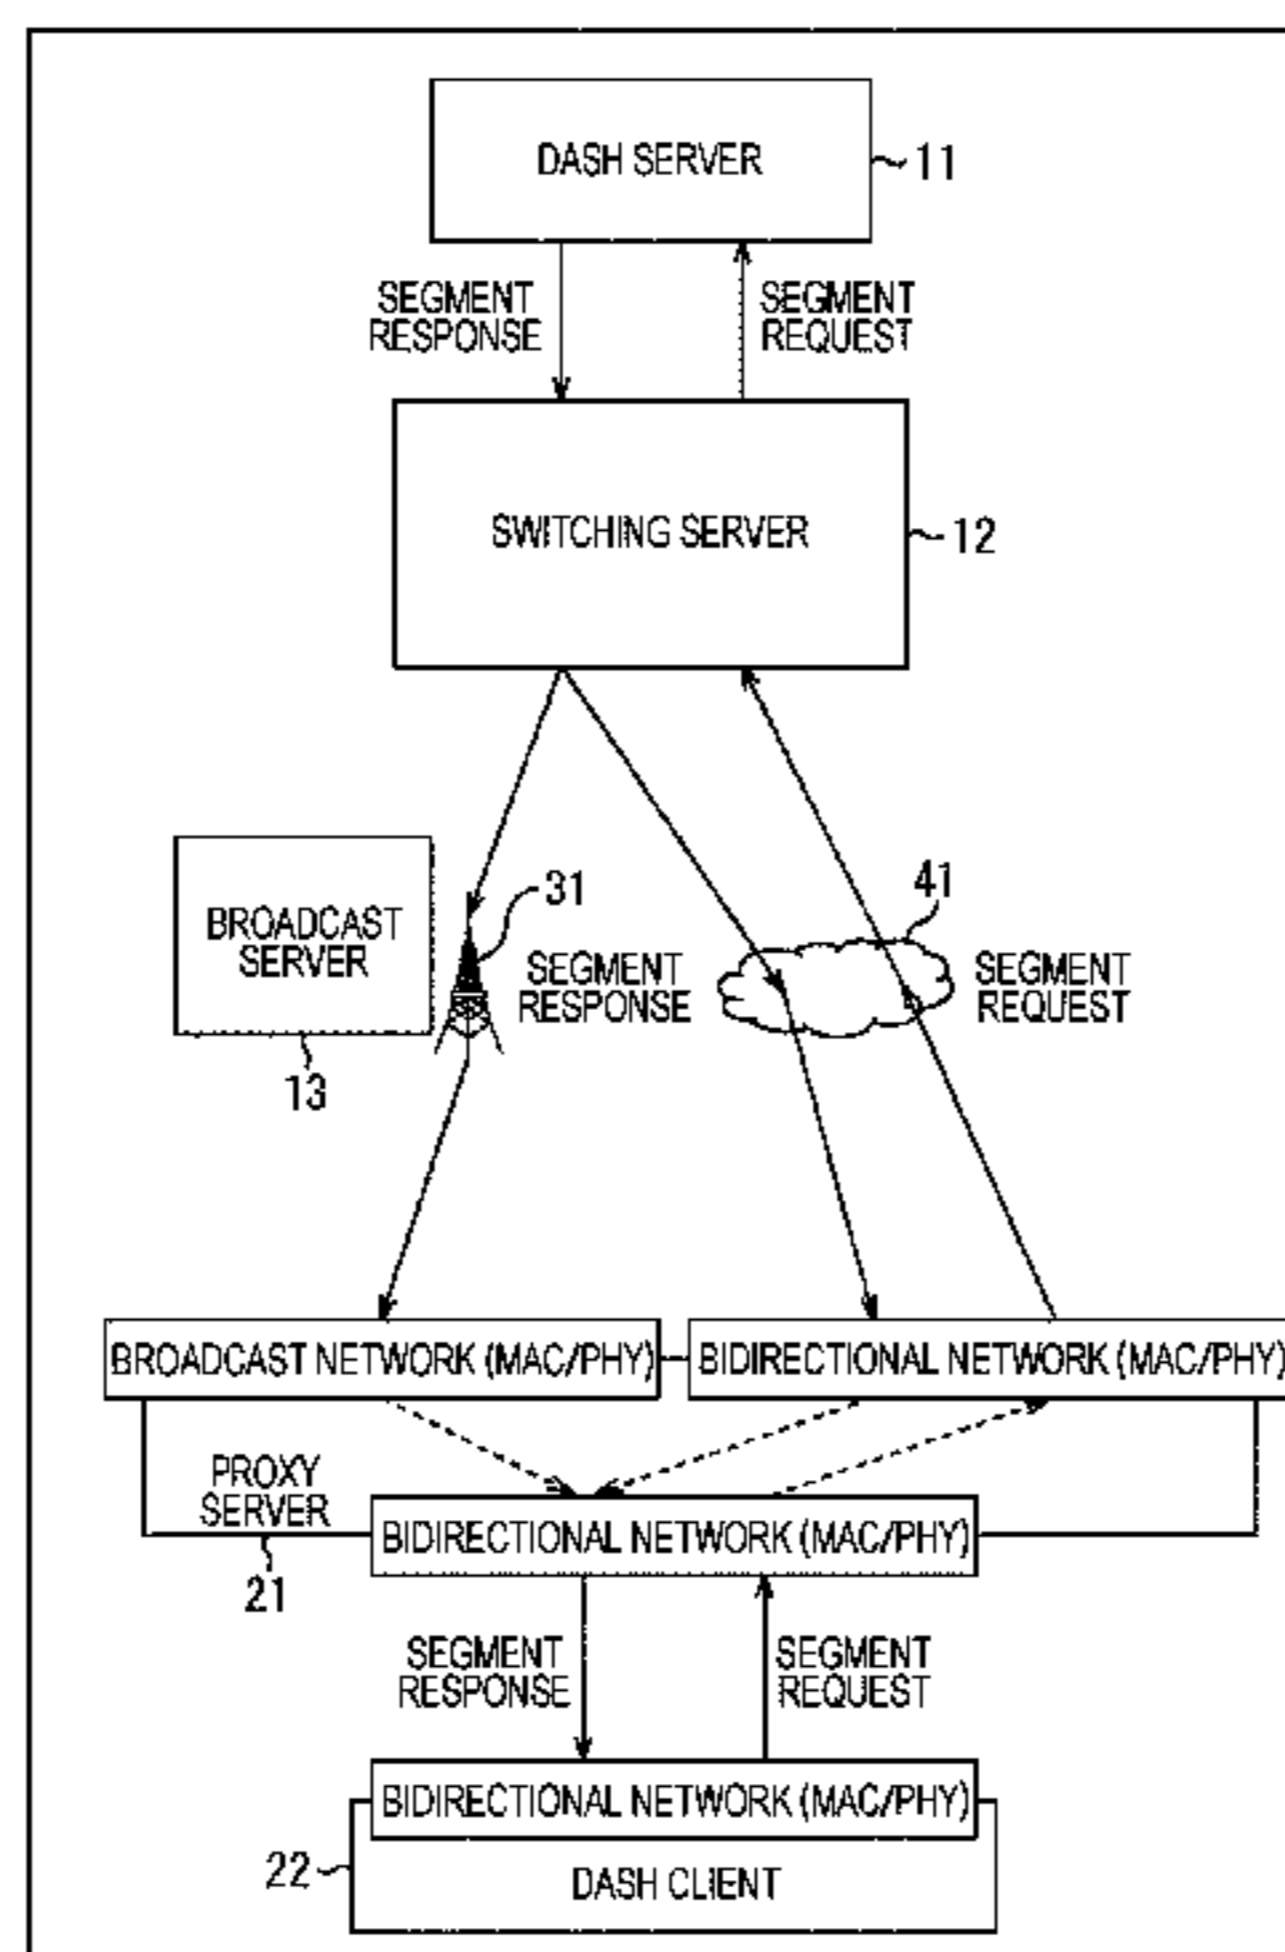 DASH SERVER
11
SEGMENT
RESPONSE
SEGMENT
REQUEST
SWITCHING SERVER
12
BROADCAST
SERVER
13
31
SEGMENT
RESPONSE
41
SEGMENT
REQUEST
BROADCAST NETWORK (MAC/PHY)
BIDIRECTIONAL NETWORK (MAC/PHY)
PROXY
SERVER
21
BIDIRECTIONAL NETWORK (MAC/PHY)
SEGMENT
RESPONSE
SEGMENT
REQUEST
BIDIRECTIONAL NETWORK (MAC/PHY)
22
DASH CLIENT